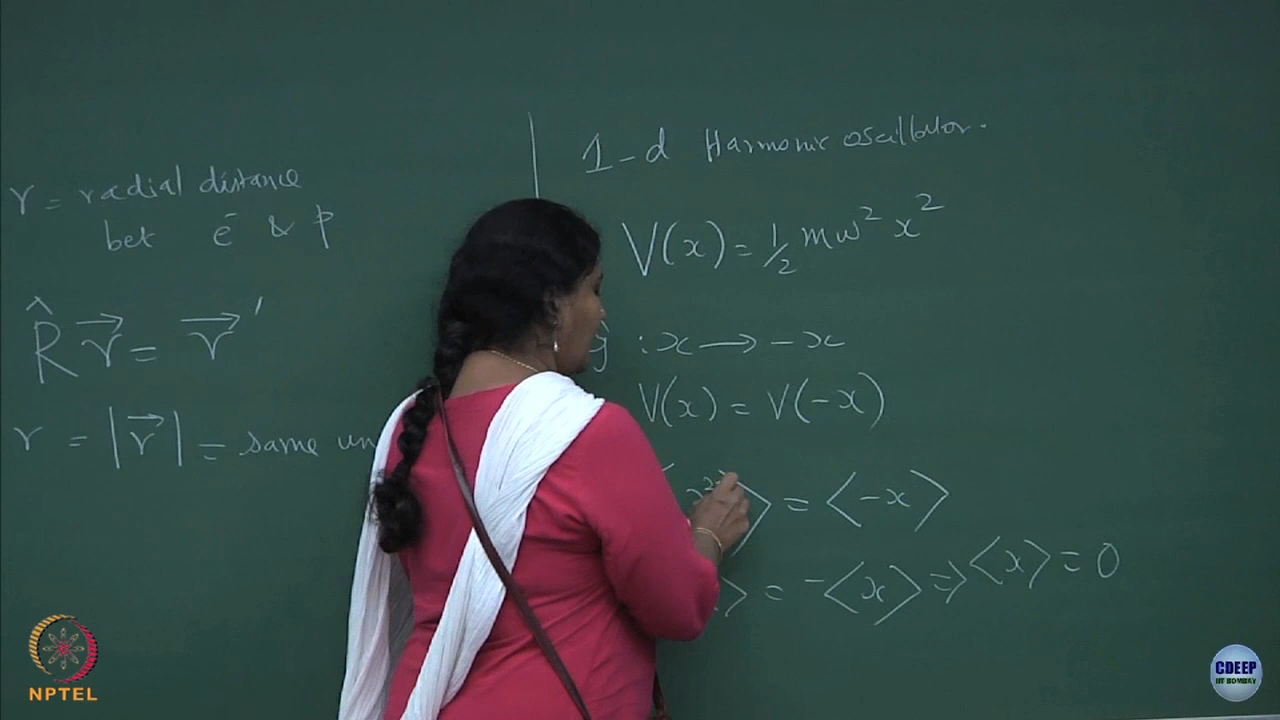 r = radial distance
bet e⁻ & p
R̂ r⃗ = r⃗ '
r = |r⃗| = same un
1-d Harmonic oscillator.
V(x) = 1/2 mω² x²
: x → -x
V(x) = V(-x)
⟩ = ⟨-x⟩
⟩ = -⟨x⟩ ⇒ ⟨x⟩ = 0
NPTEL
CDEEP
IIT BOMBAY